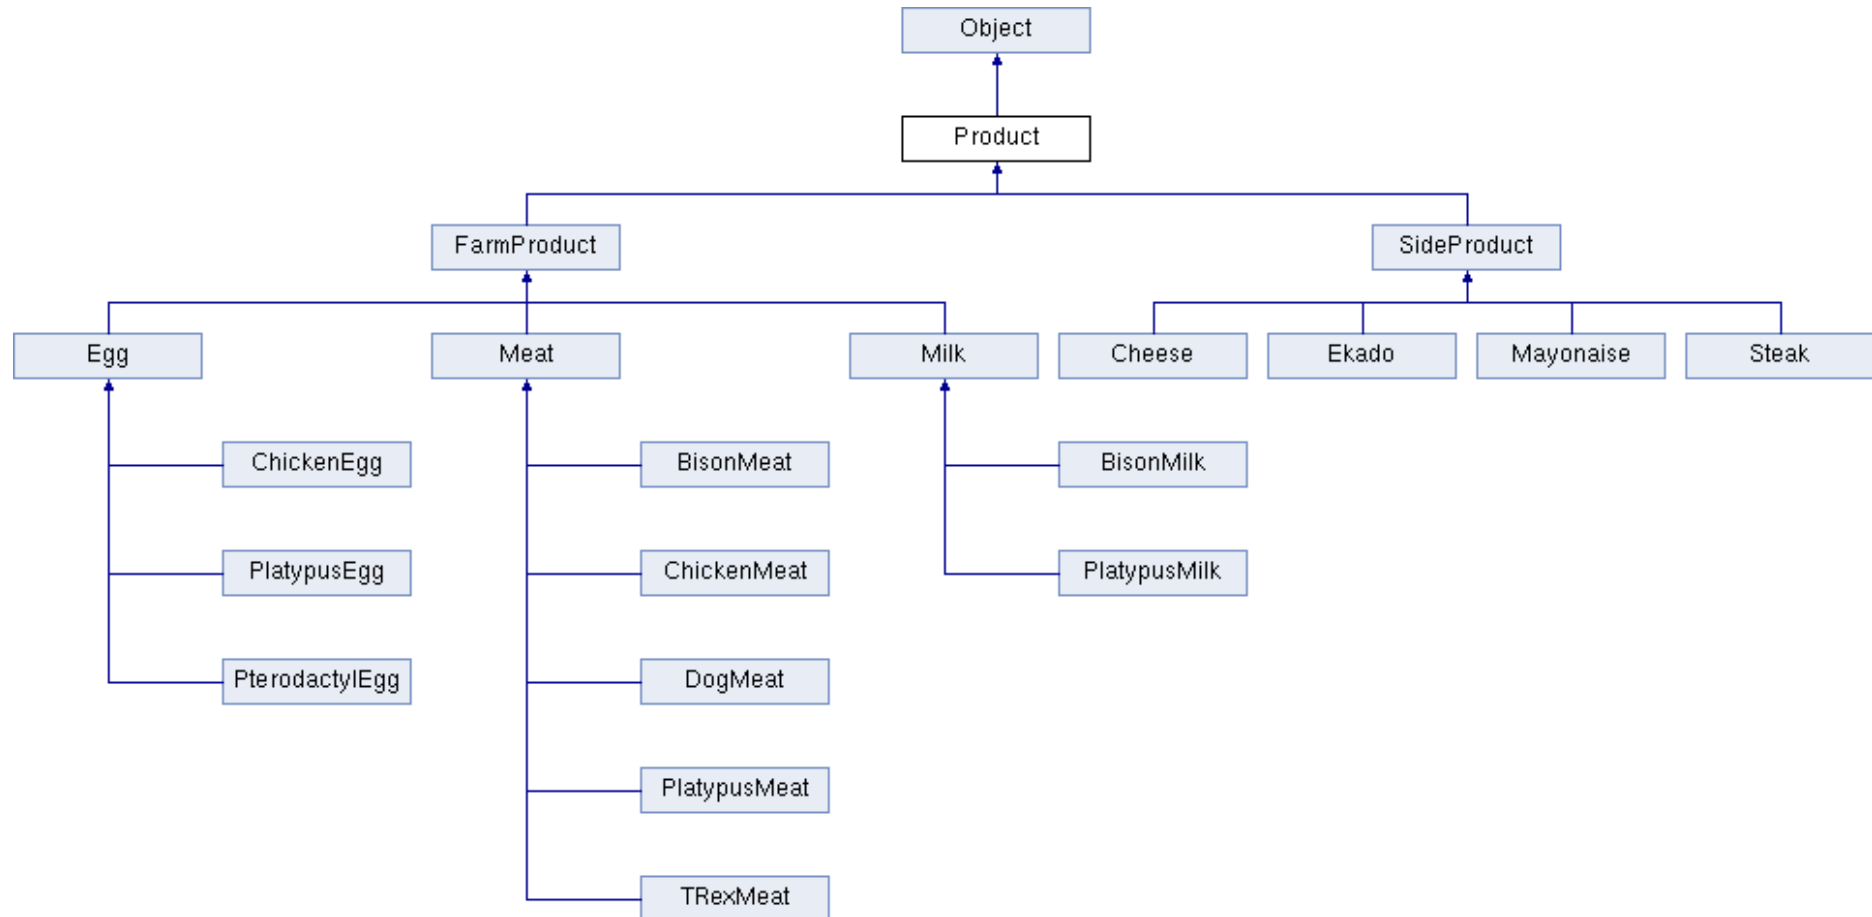 Object
Product
FarmProduct
SideProduct
Egg
Meat
Milk
Cheese
Ekado
Mayonaise
Steak
ChickenEgg
BisonMeat
BisonMilk
PlatypusEgg
ChickenMeat
PlatypusMilk
PterodactylEgg
DogMeat
PlatypusMeat
TRexMeat